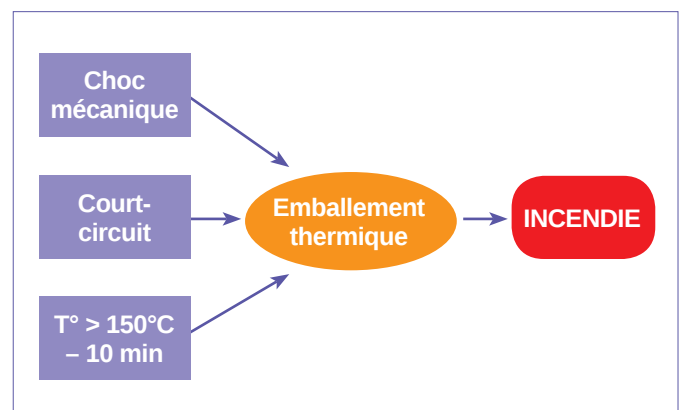 Choc
mécanique
Court-
circuit
T° > 150°C
– 10 min
Emballement
thermique
INCENDIE